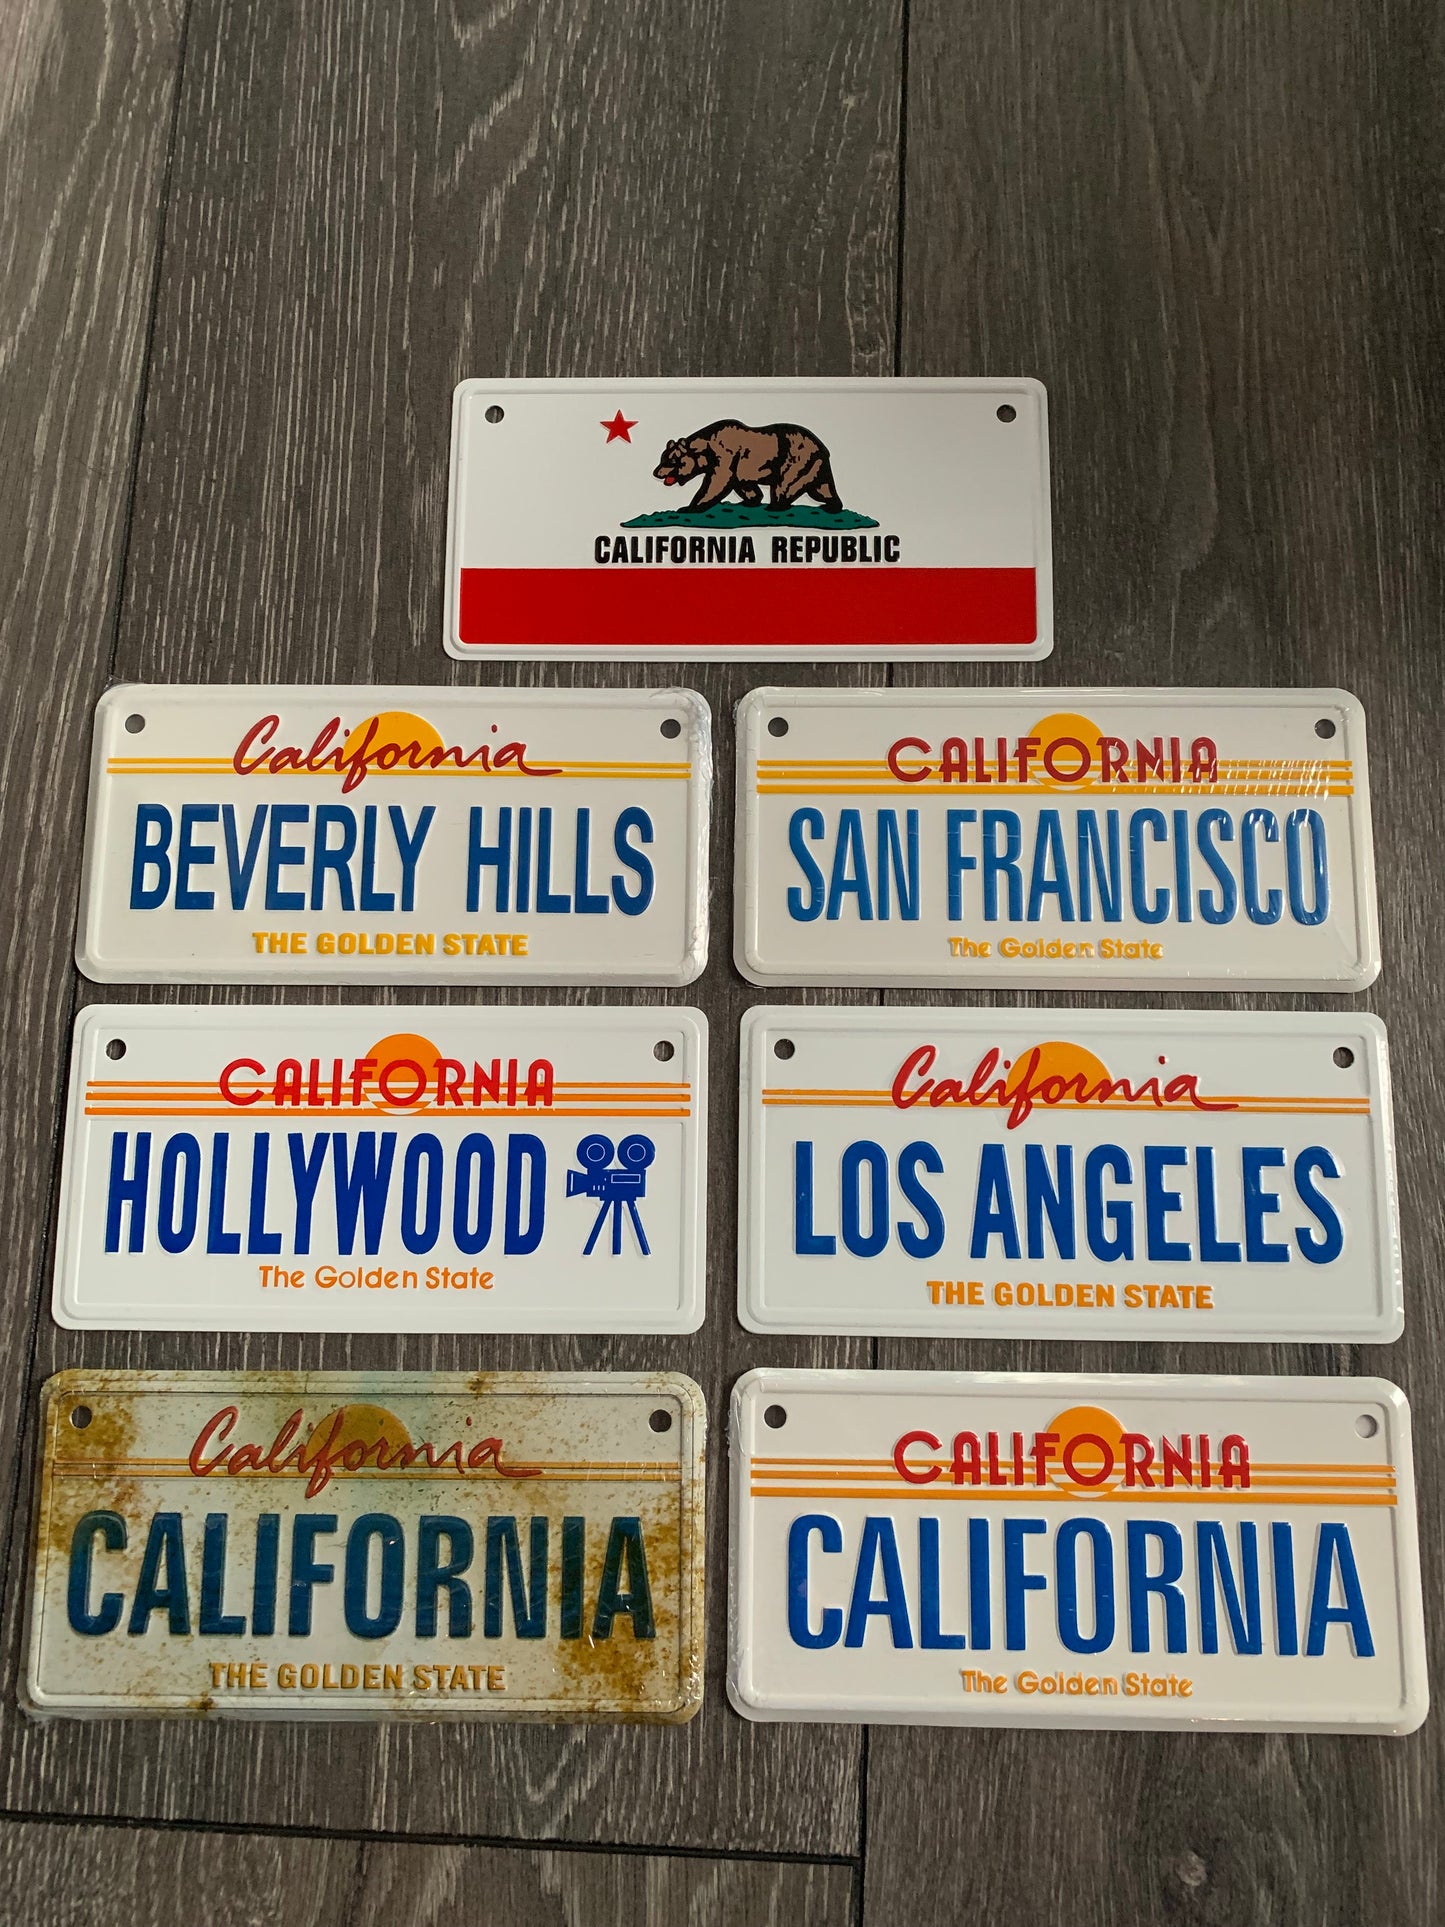 CALIFORNIA REPUBLIC
California
BEVERLY HILLS
THE GOLDEN STATE
CALIFORNIA
SAN FRANCISCO
The Golden State
CALIFORNIA
HOLLYWOOD
The Golden State
California
LOS ANGELES
THE GOLDEN STATE
California
CALIFORNIA
THE GOLDEN STATE
CALIFORNIA
CALIFORNIA
The Golden State